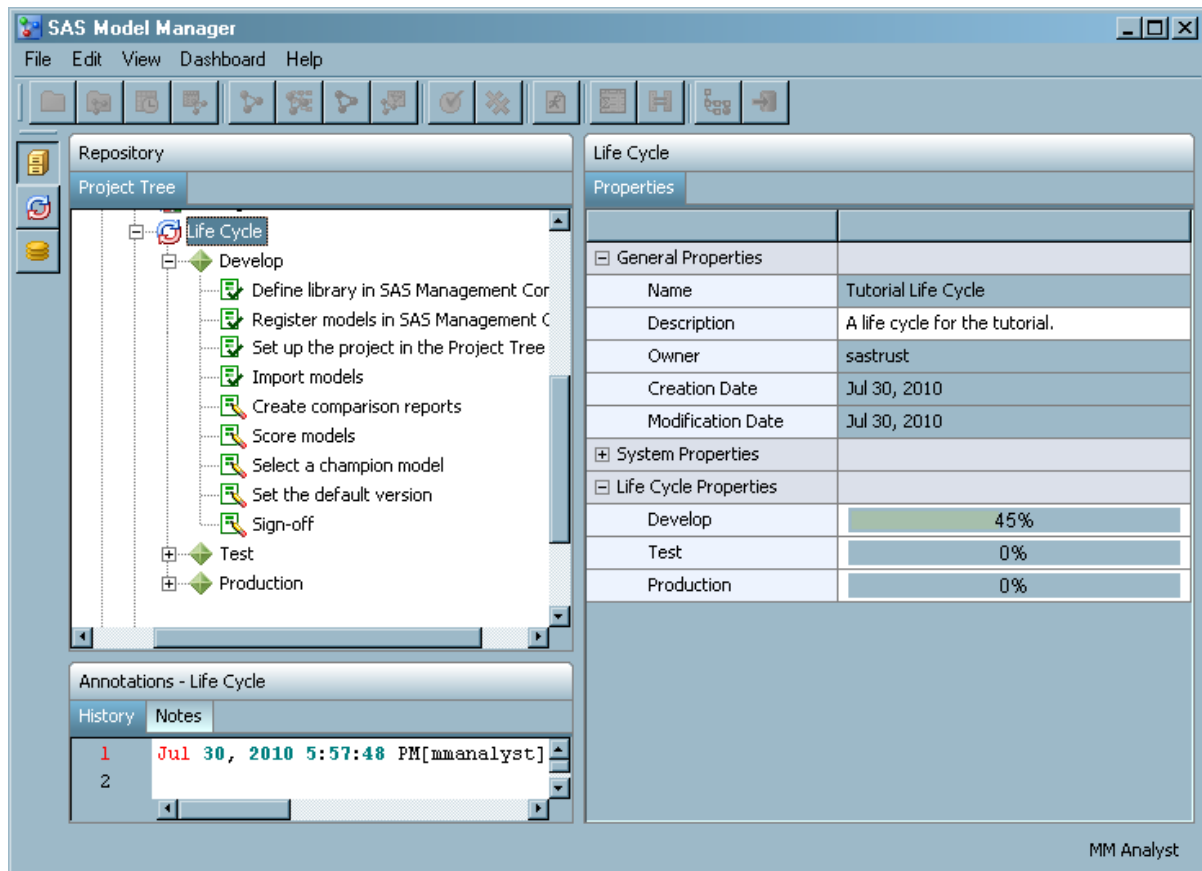 SAS Model Manager
File Edit View Dashboard Help
Repository
Project Tree
Life Cycle
Develop
Define library in SAS Management Cor
Register models in SAS Management C
Set up the project in the Project Tree
Import models
Create comparison reports
Score models
Select a champion model
Set the default version
Sign-off
Test
Production
Annotations - Life Cycle
History Notes
1 Jul 30, 2010 5:57:48 PM[mmanalyst]
2
Life Cycle
Properties
General Properties
Name Tutorial Life Cycle
Description A life cycle for the tutorial.
Owner sastrust
Creation Date Jul 30, 2010
Modification Date Jul 30, 2010
System Properties
Life Cycle Properties
Develop 45%
Test 0%
Production 0%
MM Analyst